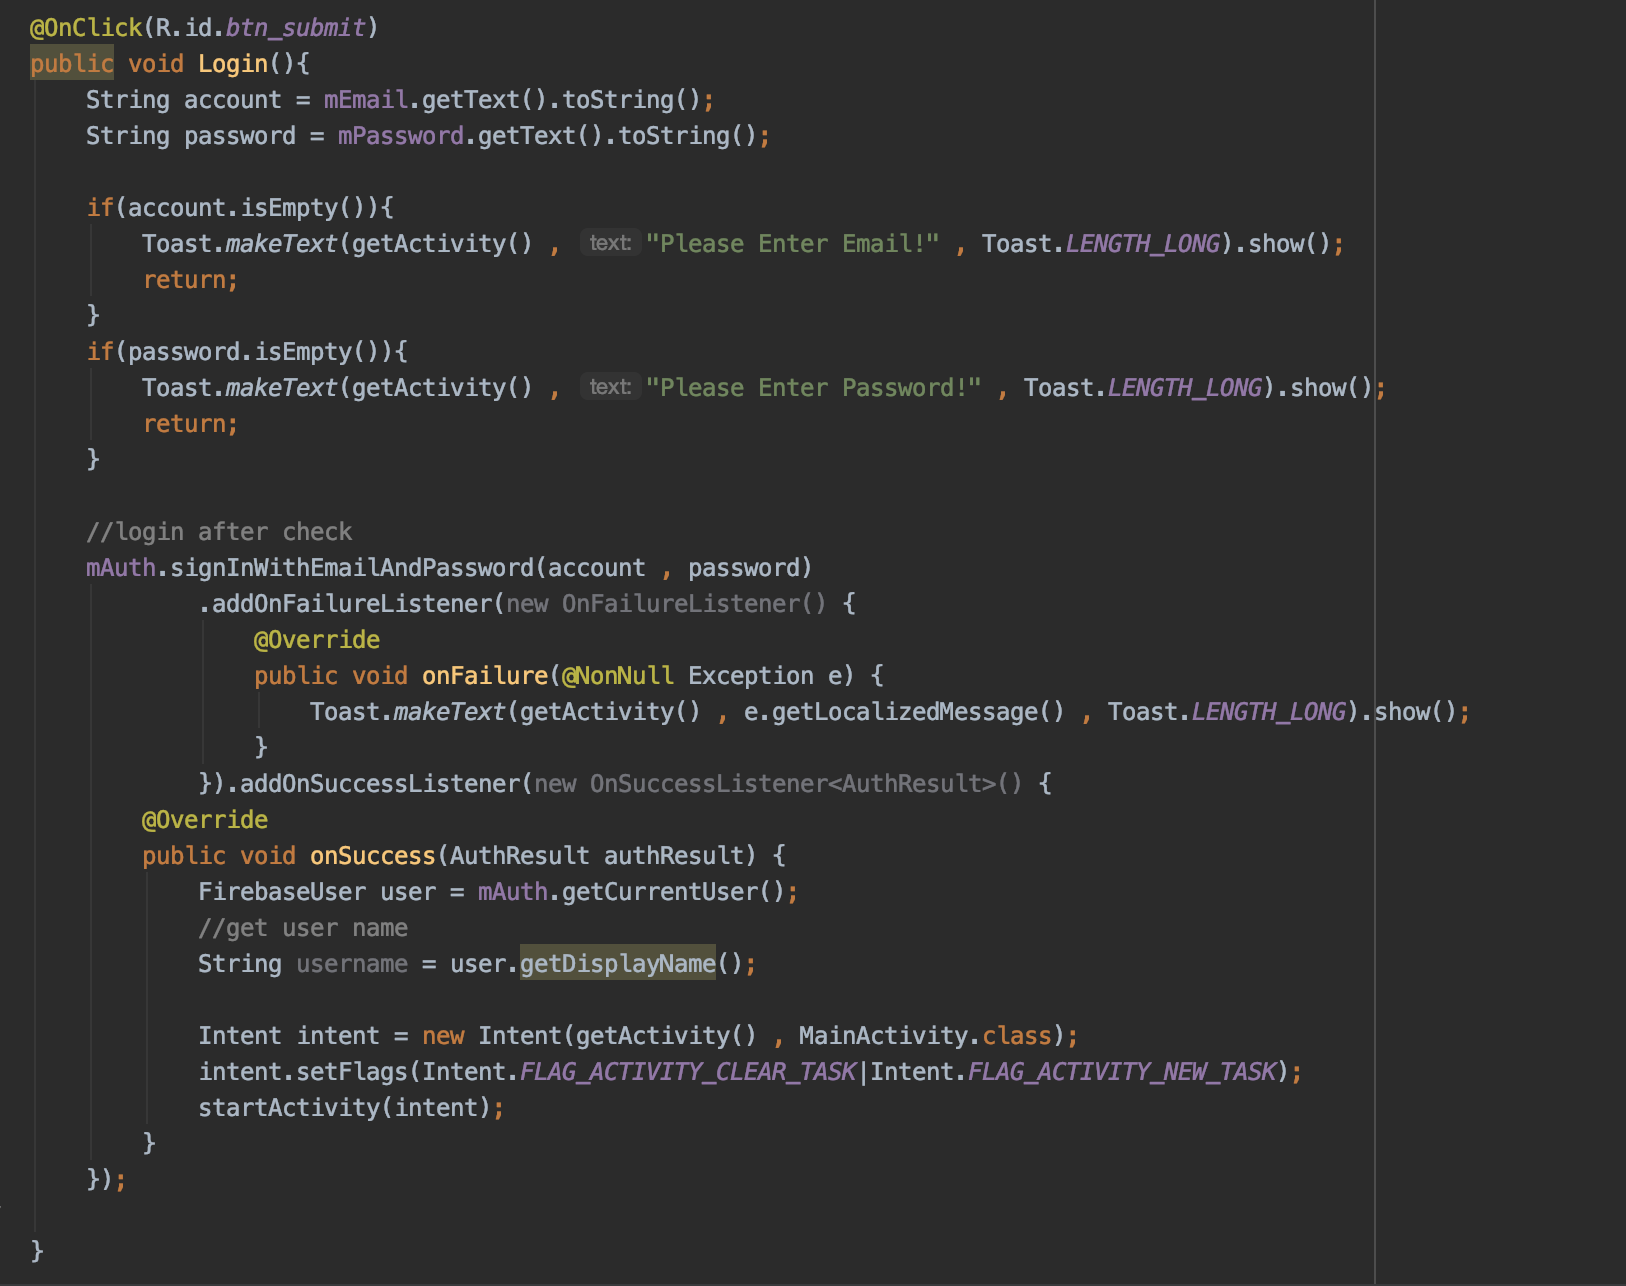 @OnClick(R.id.btn_submit)
public void Login(){
String account = mEmail.getText().toString();
String password = mPassword.getText().toString();
if(account.isEmpty()){
Toast.makeText(getActivity() , text: "Please Enter Email!" , Toast.LENGTH_LONG).show();
return;
}
if(password.isEmpty()){
Toast.makeText(getActivity() , text: "Please Enter Password!" , Toast.LENGTH_LONG).show();
return;
}
//login after check
mAuth.signInWithEmailAndPassword(account , password)
.addOnFailureListener(new OnFailureListener() {
@Override
public void onFailure(@NonNull Exception e) {
Toast.makeText(getActivity() , e.getLocalizedMessage() , Toast.LENGTH_LONG).show();
}
}).addOnSuccessListener(new OnSuccessListener<AuthResult>() {
@Override
public void onSuccess(AuthResult authResult) {
FirebaseUser user = mAuth.getCurrentUser();
//get user name
String username = user.getDisplayName();
Intent intent = new Intent(getActivity() , MainActivity.class);
intent.setFlags(Intent.FLAG_ACTIVITY_CLEAR_TASK|Intent.FLAG_ACTIVITY_NEW_TASK);
startActivity(intent);
}
});
}